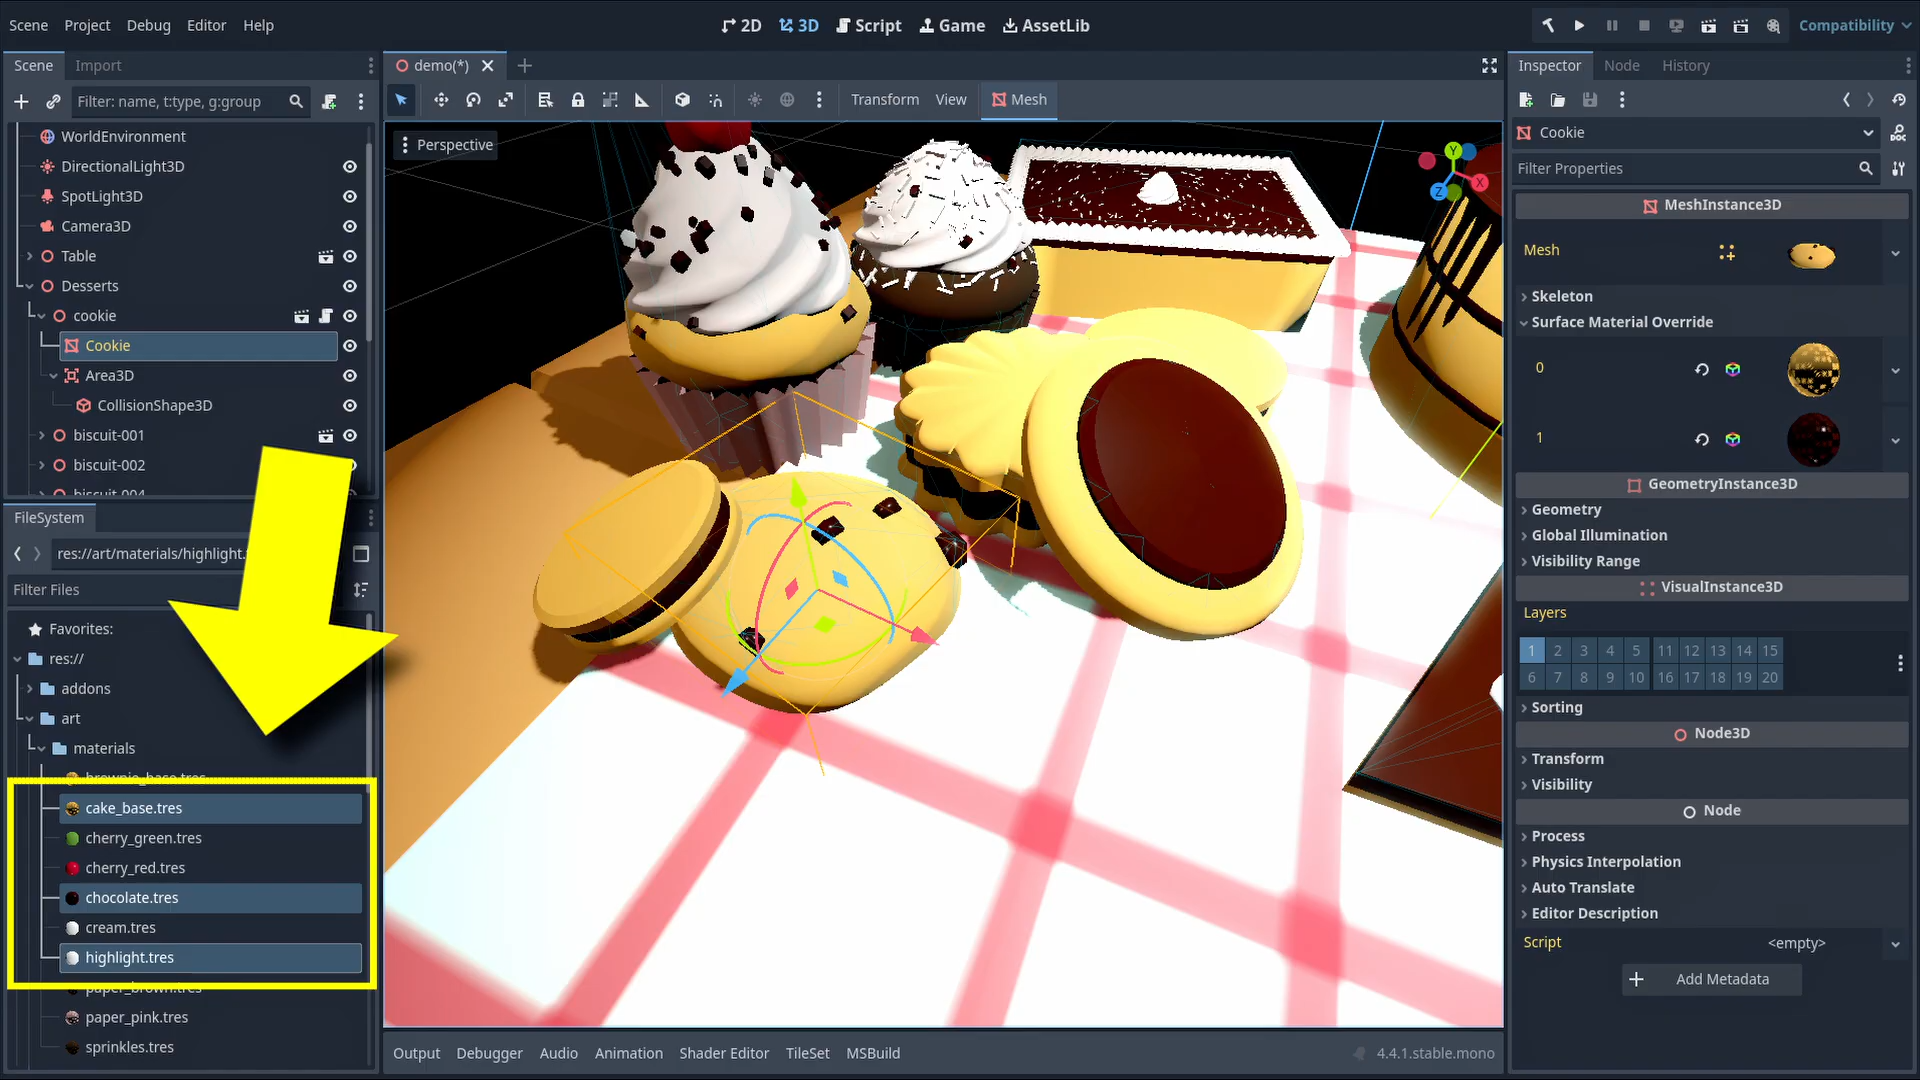 Scene Project Debug Editor Help
2D 3D Script Game AssetLib
Compatibility
Scene Import
Filter: name, t:type, g:group
WorldEnvironment
DirectionalLight3D
SpotLight3D
Camera3D
Table
Desserts
cookie
Cookie
Area3D
CollisionShape3D
biscuit-001
biscuit-002
biscuit-004
FileSystem
res://art/materials/highlight.
Filter Files
Favorites:
res://
addons
art
materials
brownie_base.tres
cake_base.tres
cherry_green.tres
cherry_red.tres
chocolate.tres
cream.tres
highlight.tres
paper_brown.tres
paper_pink.tres
sprinkles.tres
demo(*)
Transform View Mesh
Perspective
Y
X
Z
Output Debugger Audio Animation Shader Editor TileSet MSBuild
4.4.1.stable.mono
Inspector Node History
Cookie
DOC
Filter Properties
MeshInstance3D
Mesh
Skeleton
Surface Material Override
0
1
GeometryInstance3D
Geometry
Global Illumination
Visibility Range
VisualInstance3D
Layers
1 2 3 4 5 11 12 13 14 15
6 7 8 9 10 16 17 18 19 20
Sorting
Node3D
Transform
Visibility
Node
Process
Physics Interpolation
Auto Translate
Editor Description
Script <empty>
Add Metadata